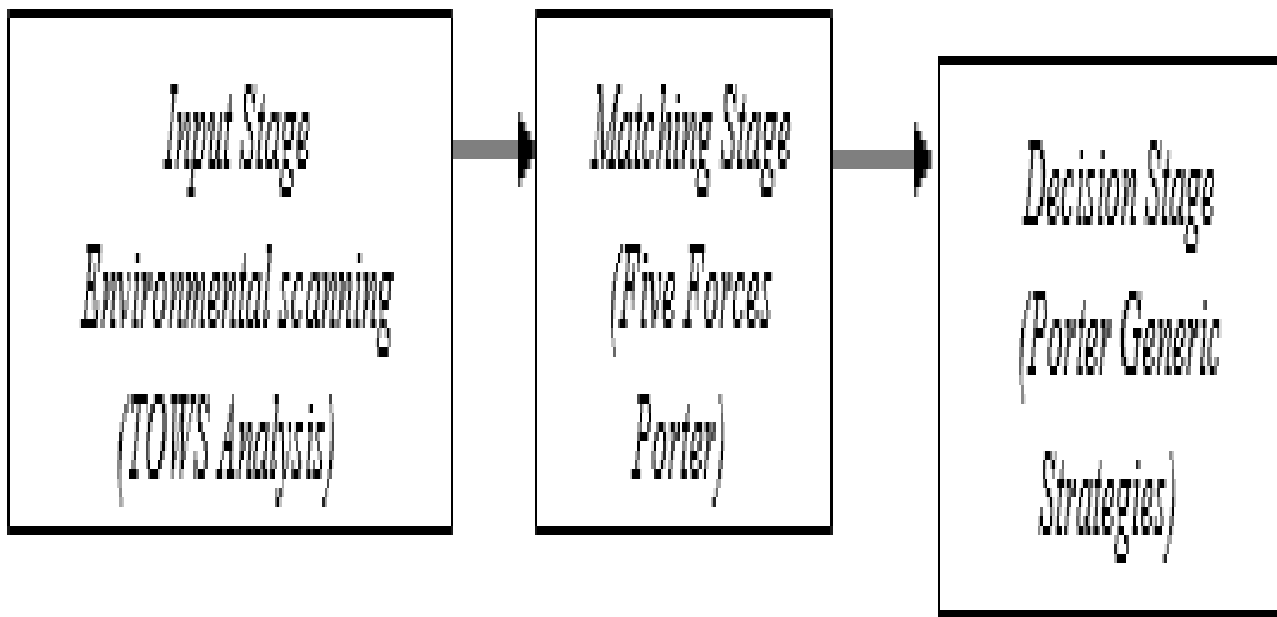 Input Stage
Environmental scanning
(TOWS Analysis)
Matching Stage
(Five Forces
Porter)
Decision Stage
(Porter Generic
Strategies)